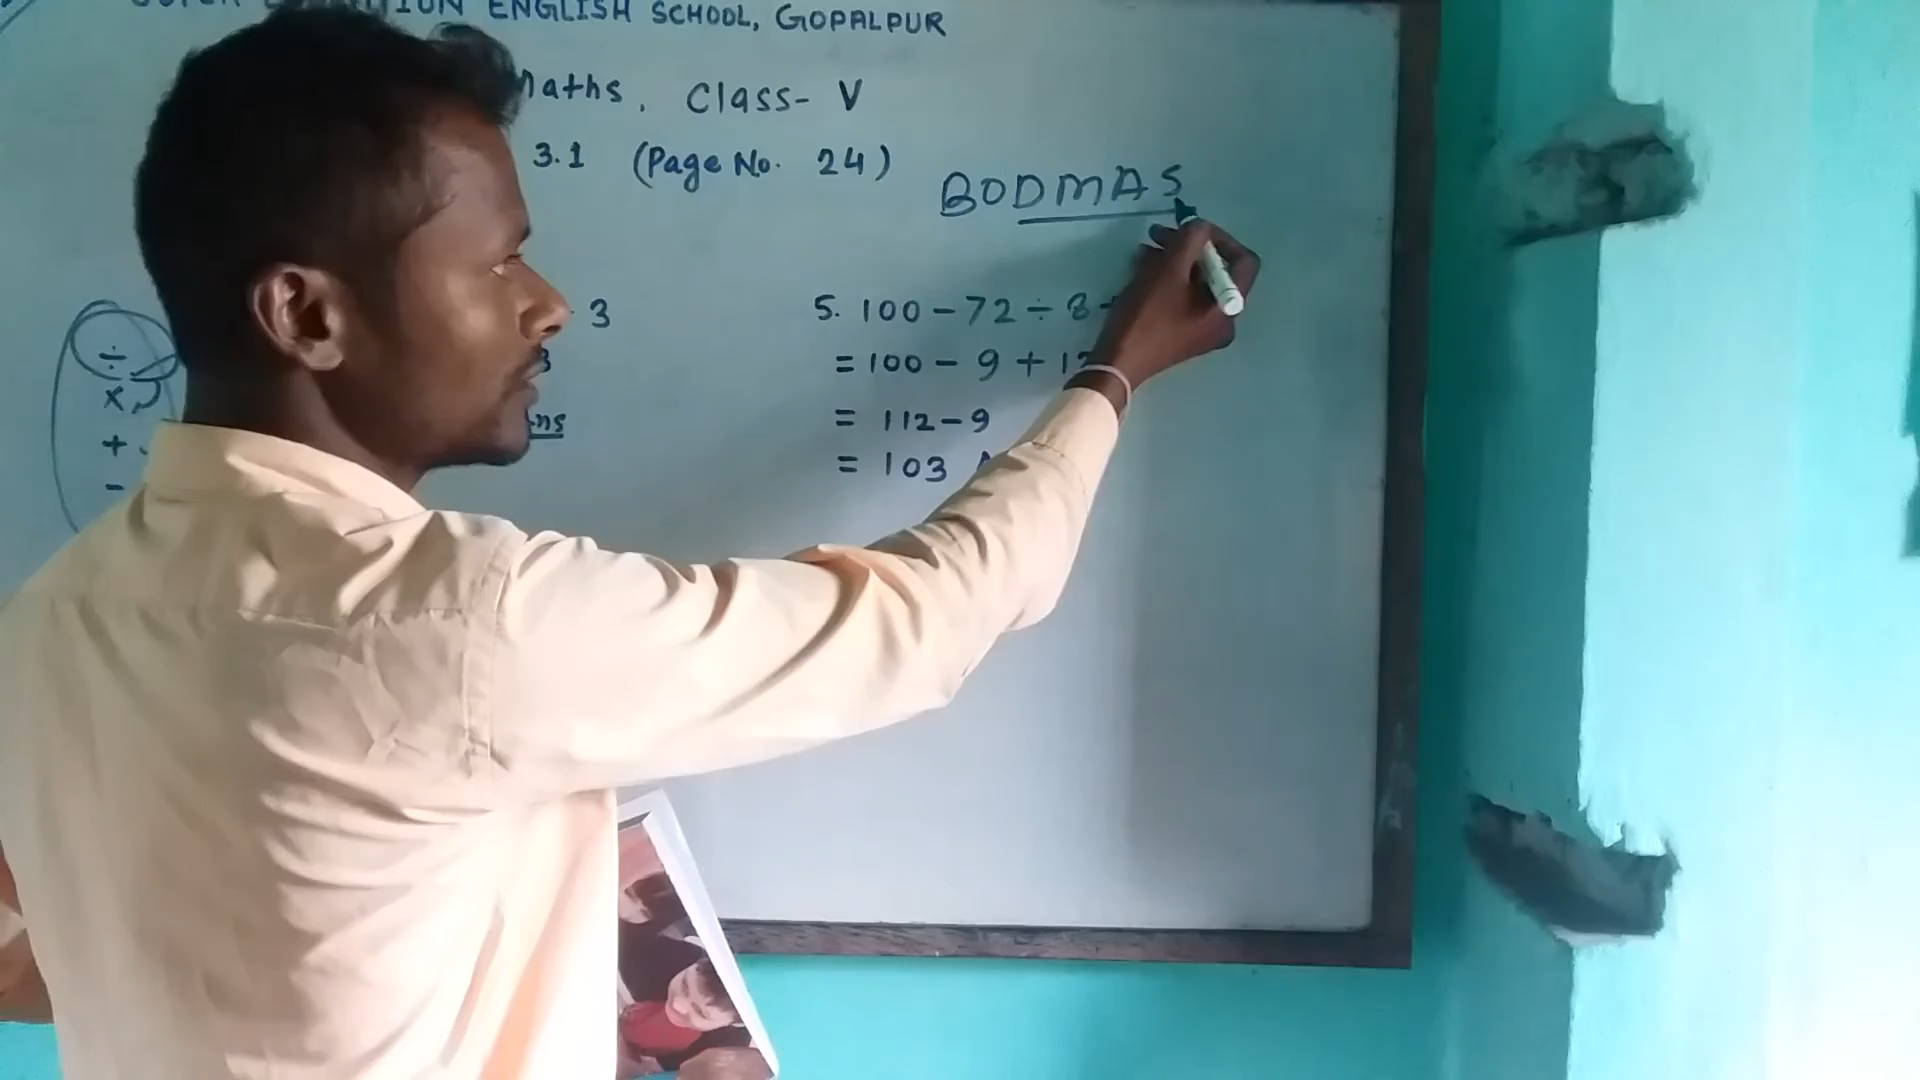 ENGLISH SCHOOL, GOPALPUR
Maths, Class- V
3.1 (Page No. 24)
BODMAS
3
5. 100 - 72 ÷ 8
÷
= 100 - 9 + 12
×
= 112 - 9
+
= 103
-